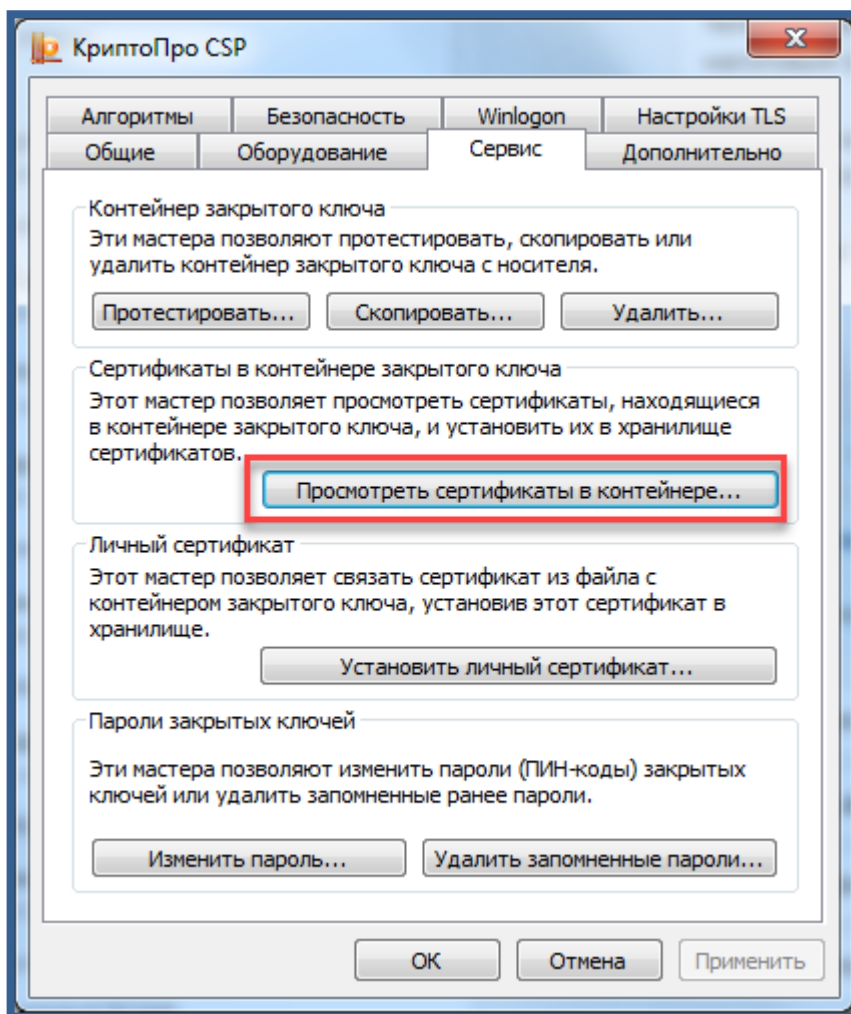 КриптоПро CSP
Алгоритмы Безопасность Winlogon Настройки TLS
Общие Оборудование Сервис Дополнительно
Контейнер закрытого ключа
Эти мастера позволяют протестировать, скопировать или
удалить контейнер закрытого ключа с носителя.
Протестировать... Скопировать... Удалить...
Сертификаты в контейнере закрытого ключа
Этот мастер позволяет просмотреть сертификаты, находящиеся
в контейнере закрытого ключа, и установить их в хранилище
сертификатов.
Просмотреть сертификаты в контейнере...
Личный сертификат
Этот мастер позволяет связать сертификат из файла с
контейнером закрытого ключа, установив этот сертификат в
хранилище.
Установить личный сертификат...
Пароли закрытых ключей
Эти мастера позволяют изменить пароли (ПИН-коды) закрытых
ключей или удалить запомненные ранее пароли.
Изменить пароль... Удалить запомненные пароли...
ОК Отмена Применить